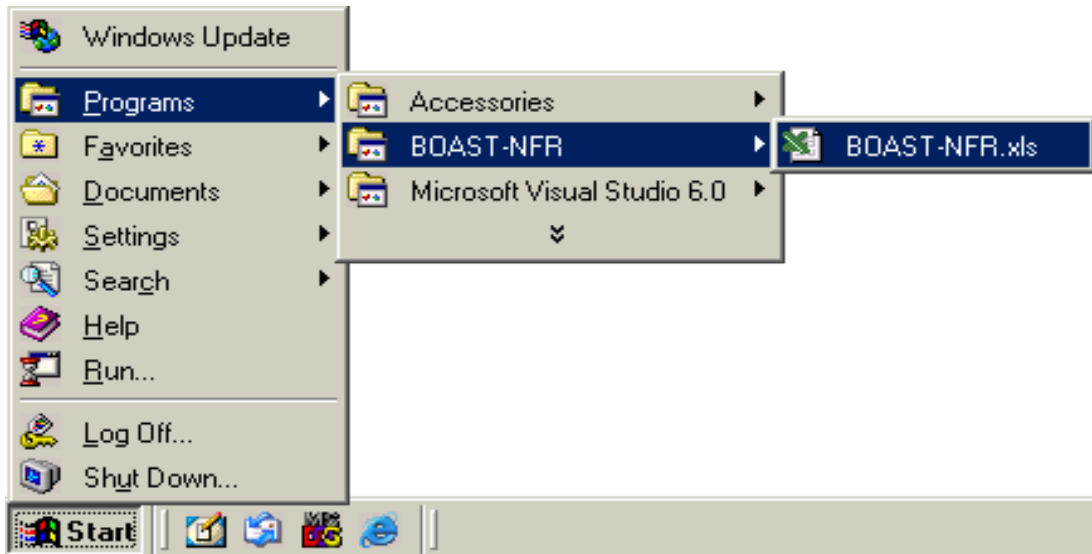 Windows Update
Programs
Accessories
Favorites
BOAST-NFR
BOAST-NFR.xls
Documents
Microsoft Visual Studio 6.0
Settings
Search
Help
Run...
Log Off...
Shut Down...
Start